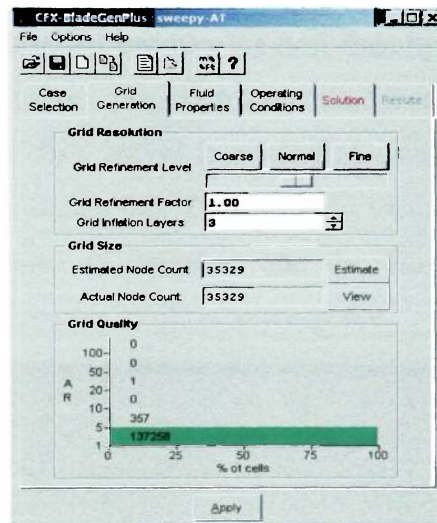 CFX-BladeGenPlus sweepy-AT
File Options Help
Case Selection
Grid Generation
Fluid Properties
Operating Conditions
Solution
Results
Grid Resolution
Grid Refinement Level
Coarse Normal Fine
Grid Refinement Factor 1.00
Grid Inflation Layers 3
Grid Size
Estimated Node Count 35329 Estimate
Actual Node Count 35329 View
Grid Quality
AR
100
50
20
10
5
1
0
0
1
0
357
137258
0 25 50 75 100
% of cells
Apply